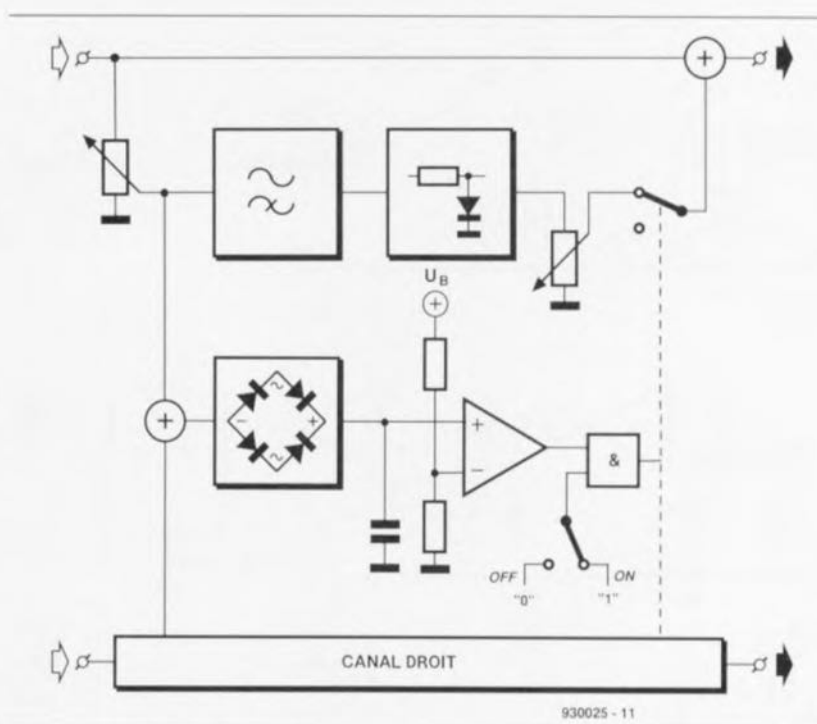 +
U_B
+
+
− +
+
−
&
OFF ON
"0" "1"
CANAL DROIT
930025 - 11